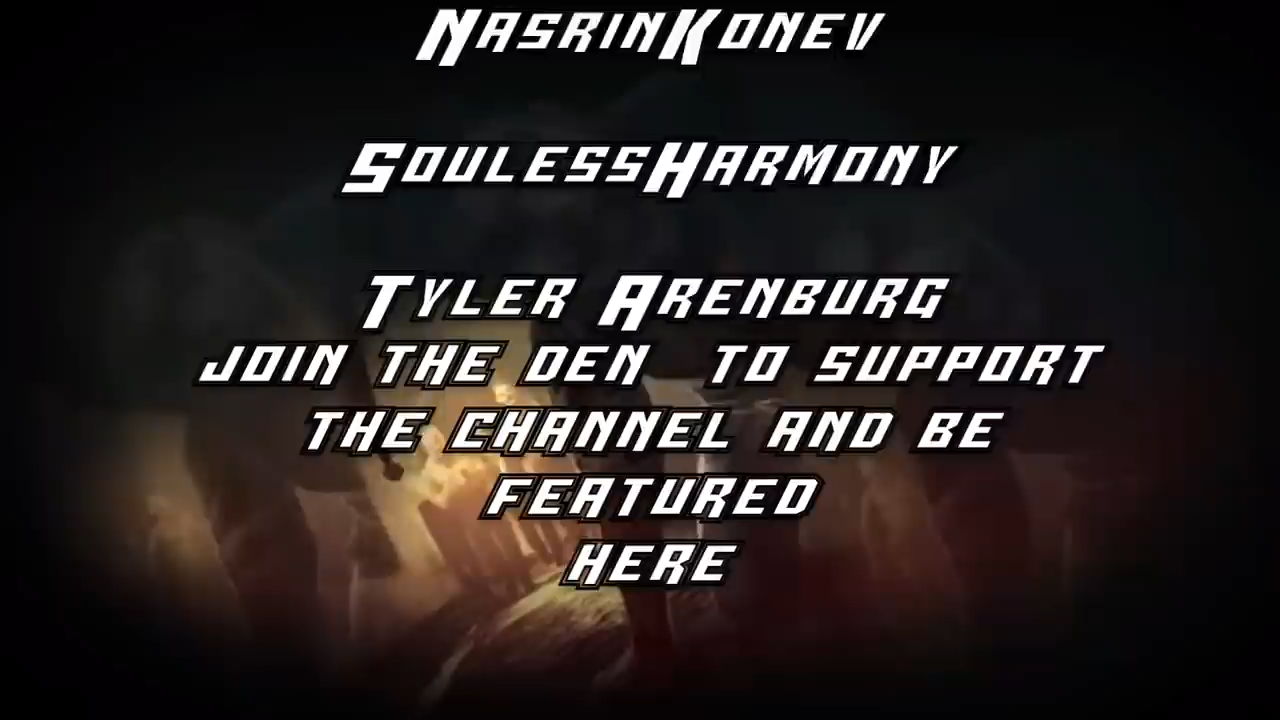 NasrinKonev
SoulessHarmony
Tyler Arenburg
JOIN THE DEN TO SUPPORT
THE CHANNEL AND BE
FEATURED
HERE